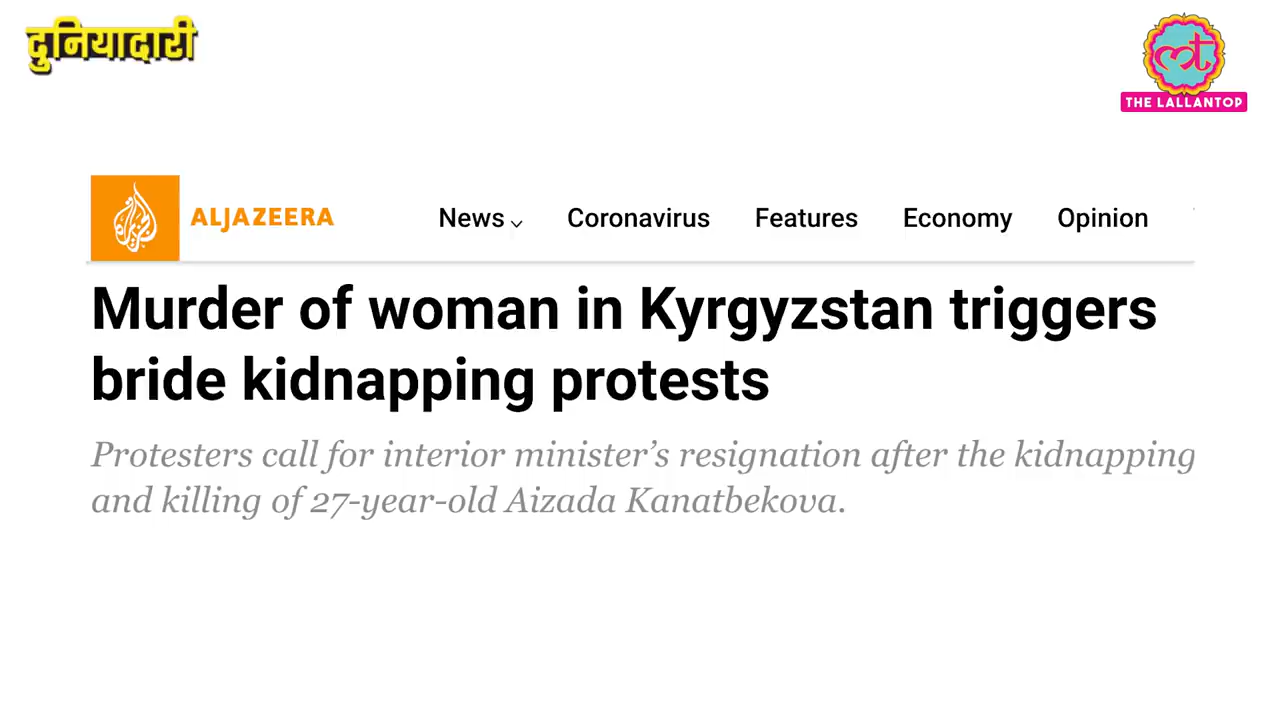 दुनियादारी
lt
THE LALLANTOP
ALJAZEERA
News
Coronavirus
Features
Economy
Opinion
Murder of woman in Kyrgyzstan triggers
bride kidnapping protests
Protesters call for interior minister’s resignation after the kidnapping
and killing of 27-year-old Aizada Kanatbekova.